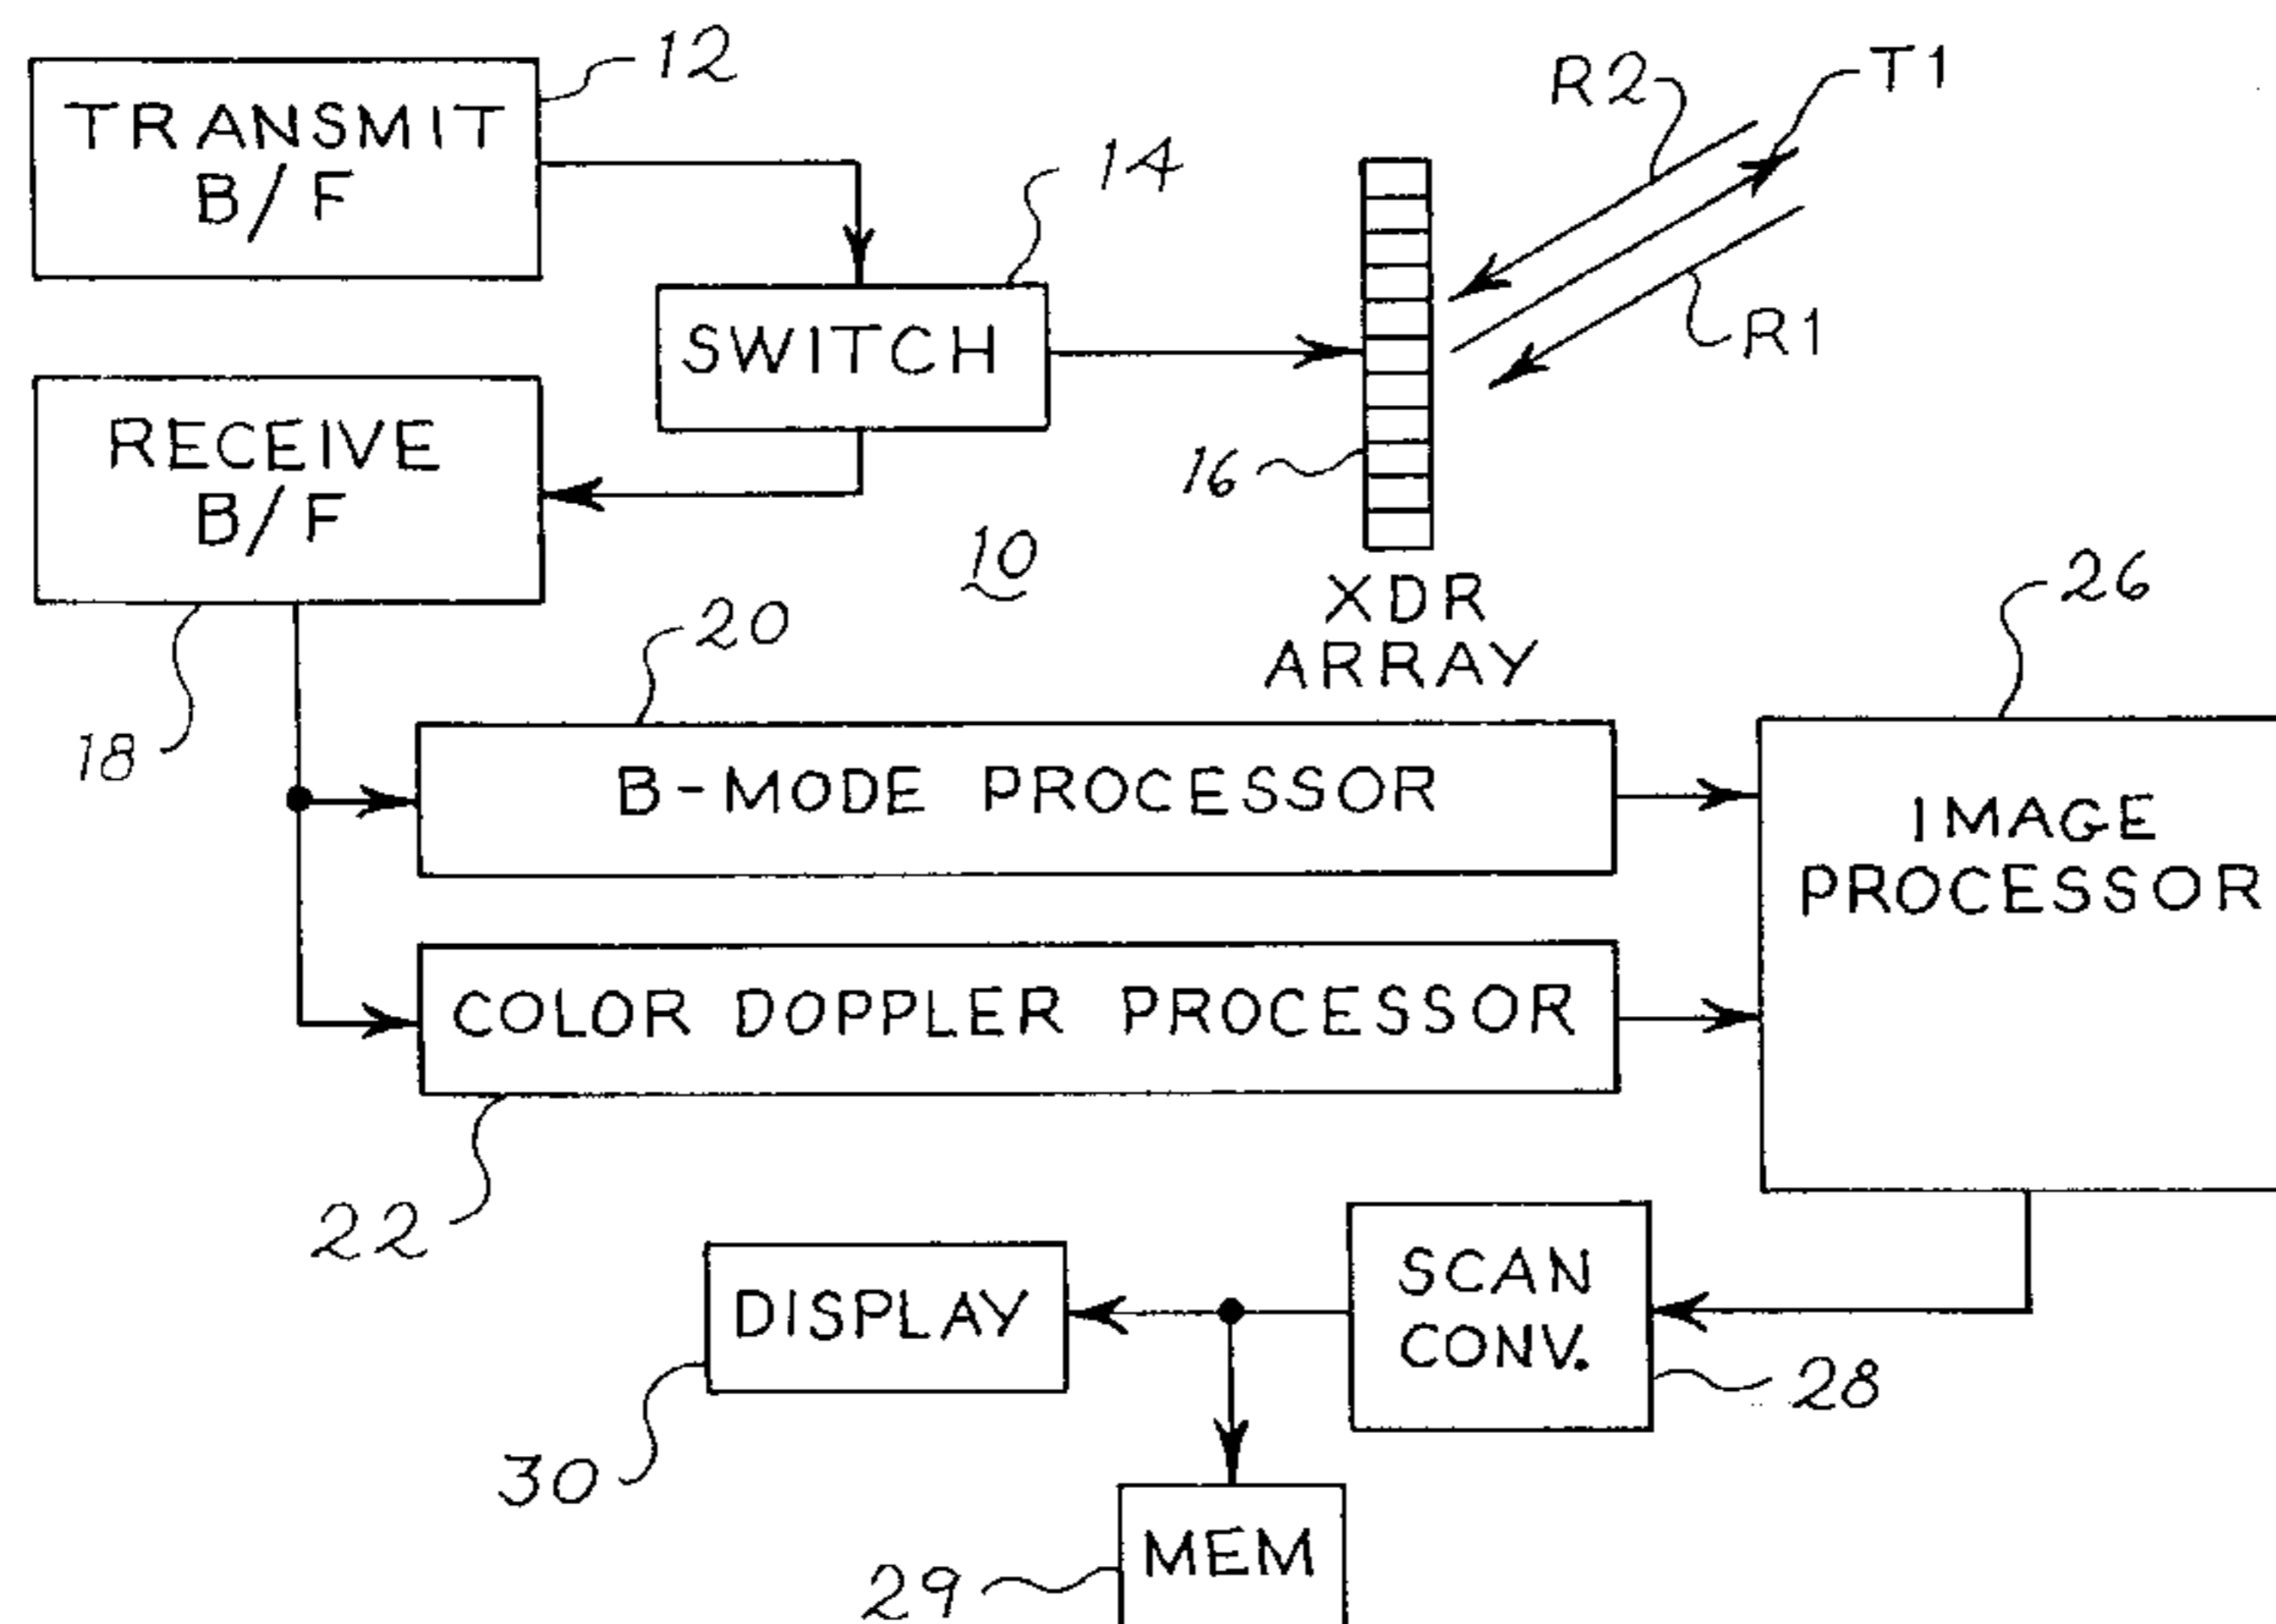 12
TRANSMIT
B/F
R2
T1
14
SWITCH
R1
RECEIVE
B/F
16
10
XDR
ARRAY
18
20
26
B-MODE PROCESSOR
IMAGE
PROCESSOR
COLOR DOPPLER PROCESSOR
22
SCAN
CONV.
DISPLAY
28
30
MEM
29